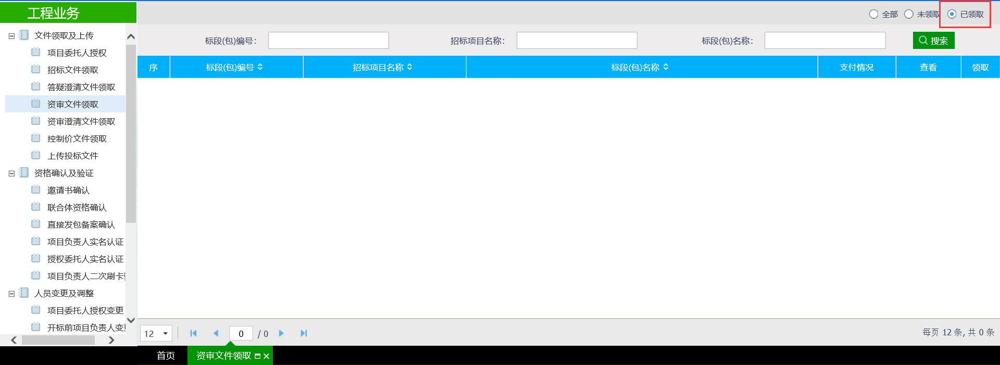 工程业务
全部 未领取 已领取
文件领取及上传
项目委托人授权
招标文件领取
答疑澄清文件领取
资审文件领取
资审澄清文件领取
控制价文件领取
上传投标文件
资格确认及验证
邀请书确认
联合体资格确认
直接发包备案确认
项目负责人实名认证
授权委托人实名认证
项目负责人二次刷卡
人员变更及调整
项目委托人授权变更
开标前项目负责人变
标段(包)编号： 招标项目名称： 标段(包)名称： 搜索
序 标段(包)编号 招标项目名称 标段(包)名称 支付情况 查看 领取
12 0 / 0 每页 12 条, 共 0 条
首页 资审文件领取